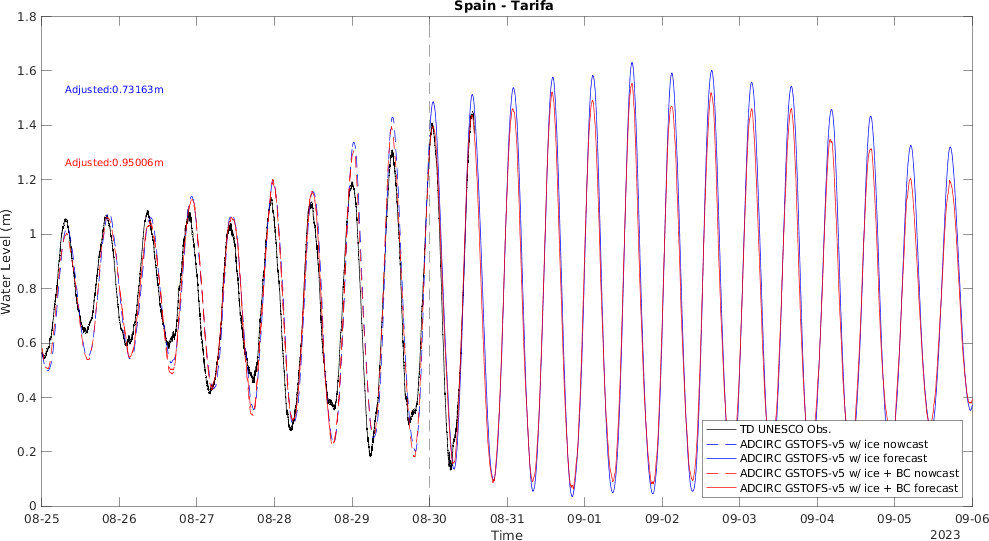 Spain - Tarifa
1.8
1.6
1.4
1.2
1
0.8
0.6
0.4
0.2
0
Water Level (m)
Adjusted:0.73163m
Adjusted:0.95006m
TD UNESCO Obs.
ADCIRC GSTOFS-v5 w/ ice nowcast
ADCIRC GSTOFS-v5 w/ ice forecast
ADCIRC GSTOFS-v5 w/ ice + BC nowcast
ADCIRC GSTOFS-v5 w/ ice + BC forecast
08-25 08-26 08-27 08-28 08-29 08-30 08-31 09-01 09-02 09-03 09-04 09-05 09-06
Time
2023